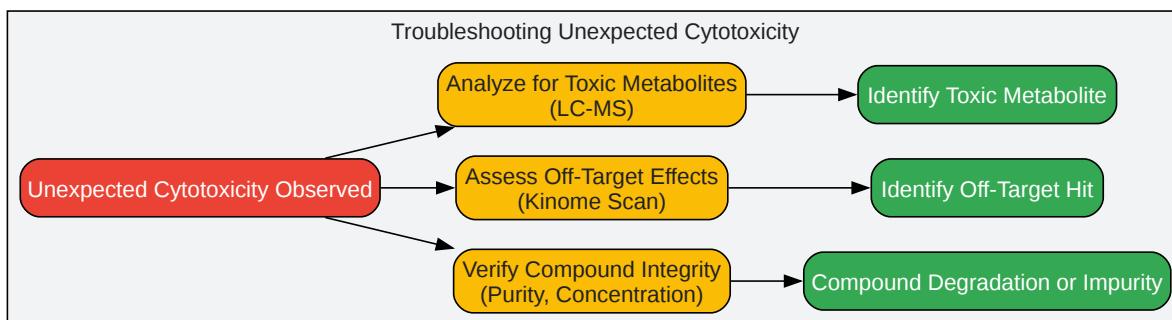 Troubleshooting Unexpected Cytotoxicity
Analyze for Toxic Metabolites
(LC-MS)
Identify Toxic Metabolite
Unexpected Cytotoxicity Observed
Assess Off-Target Effects
(Kinome Scan)
Identify Off-Target Hit
Verify Compound Integrity
(Purity, Concentration)
Compound Degradation or Impurity